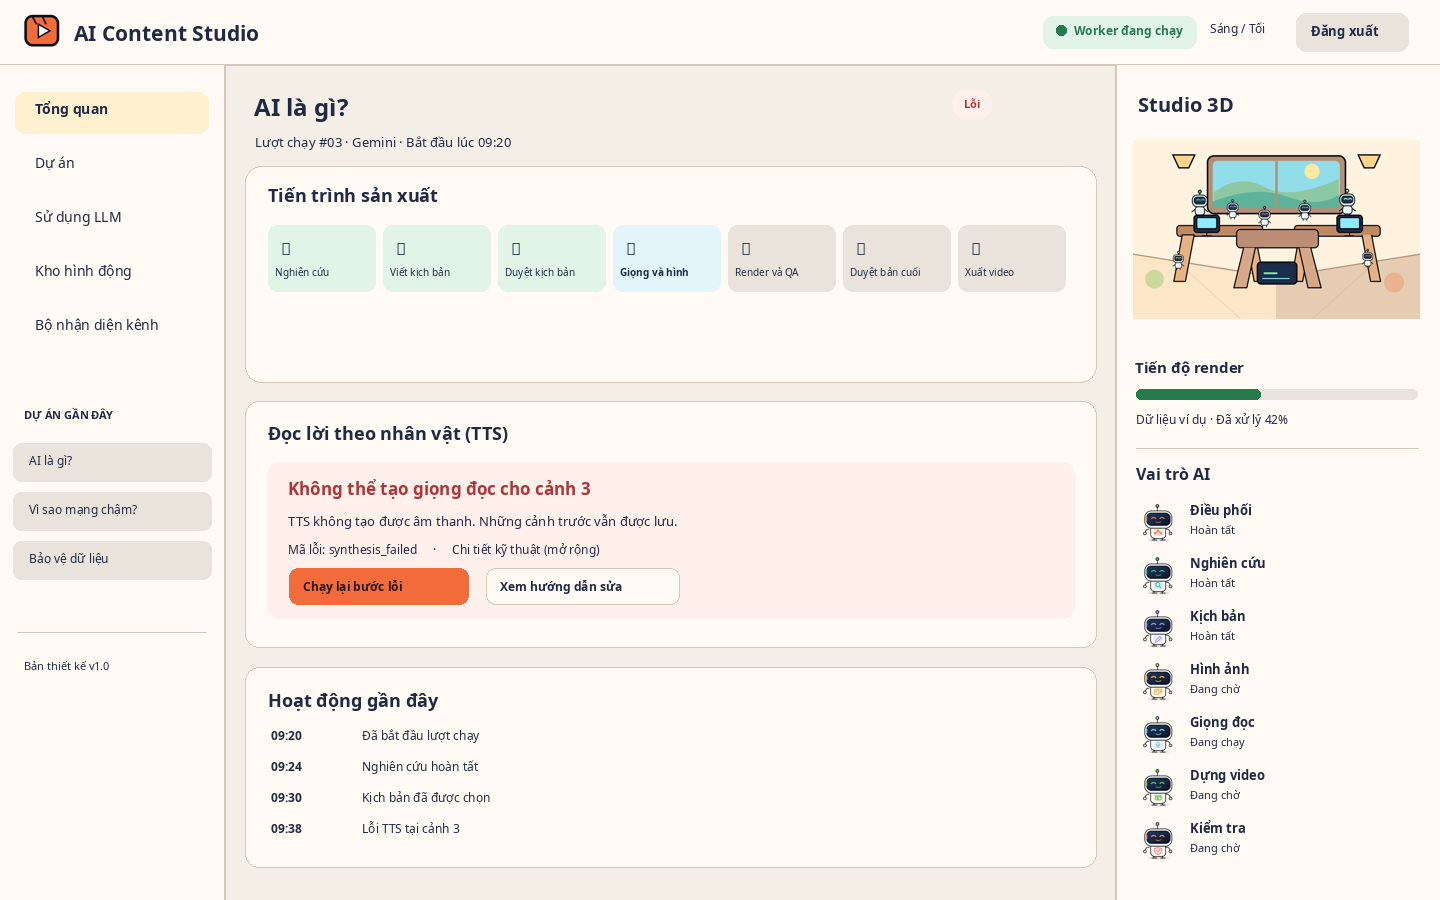 AI Content Studio
Worker đang chạy
Sáng / Tối
Đăng xuất
Tổng quan
Dự án
Sử dụng LLM
Kho hình động
Bộ nhận diện kênh
DỰ ÁN GẦN ĐÂY
AI là gì?
Vì sao mạng chậm?
Bảo vệ dữ liệu
Bản thiết kế v1.0
AI là gì?
Lỗi
Lượt chạy #03 · Gemini · Bắt đầu lúc 09:20
Tiến trình sản xuất
Nghiên cứu
Viết kịch bản
Duyệt kịch bản
Giọng và hình
Render và QA
Duyệt bản cuối
Xuất video
Đọc lời theo nhân vật (TTS)
Không thể tạo giọng đọc cho cảnh 3
TTS không tạo được âm thanh. Những cảnh trước vẫn được lưu.
Mã lỗi: synthesis_failed · Chi tiết kỹ thuật (mở rộng)
Chạy lại bước lỗi
Xem hướng dẫn sửa
Hoạt động gần đây
09:20 Đã bắt đầu lượt chạy
09:24 Nghiên cứu hoàn tất
09:30 Kịch bản đã được chọn
09:38 Lỗi TTS tại cảnh 3
Studio 3D
Tiến độ render
Dữ liệu ví dụ · Đã xử lý 42%
Vai trò AI
Điều phối
Hoàn tất
Nghiên cứu
Hoàn tất
Kịch bản
Hoàn tất
Hình ảnh
Đang chờ
Giọng đọc
Đang chạy
Dựng video
Đang chờ
Kiểm tra
Đang chờ